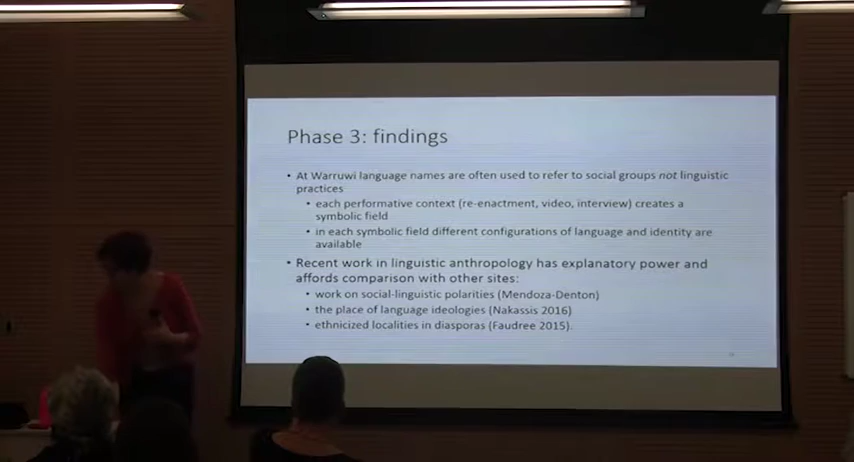 Phase 3: findings
• At Warruwi language names are often used to refer to social groups not linguistic
practices
• each performative context (re-enactment, video, interview) creates a
symbolic field
• in each symbolic field different configurations of language and identity are
available
• Recent work in linguistic anthropology has explanatory power and
affords comparison with other sites:
• work on social-linguistic polarities (Mendoza-Denton)
• the place of language ideologies (Nakassis 2016)
• ethnicized localities in diasporas (Faudree 2015).